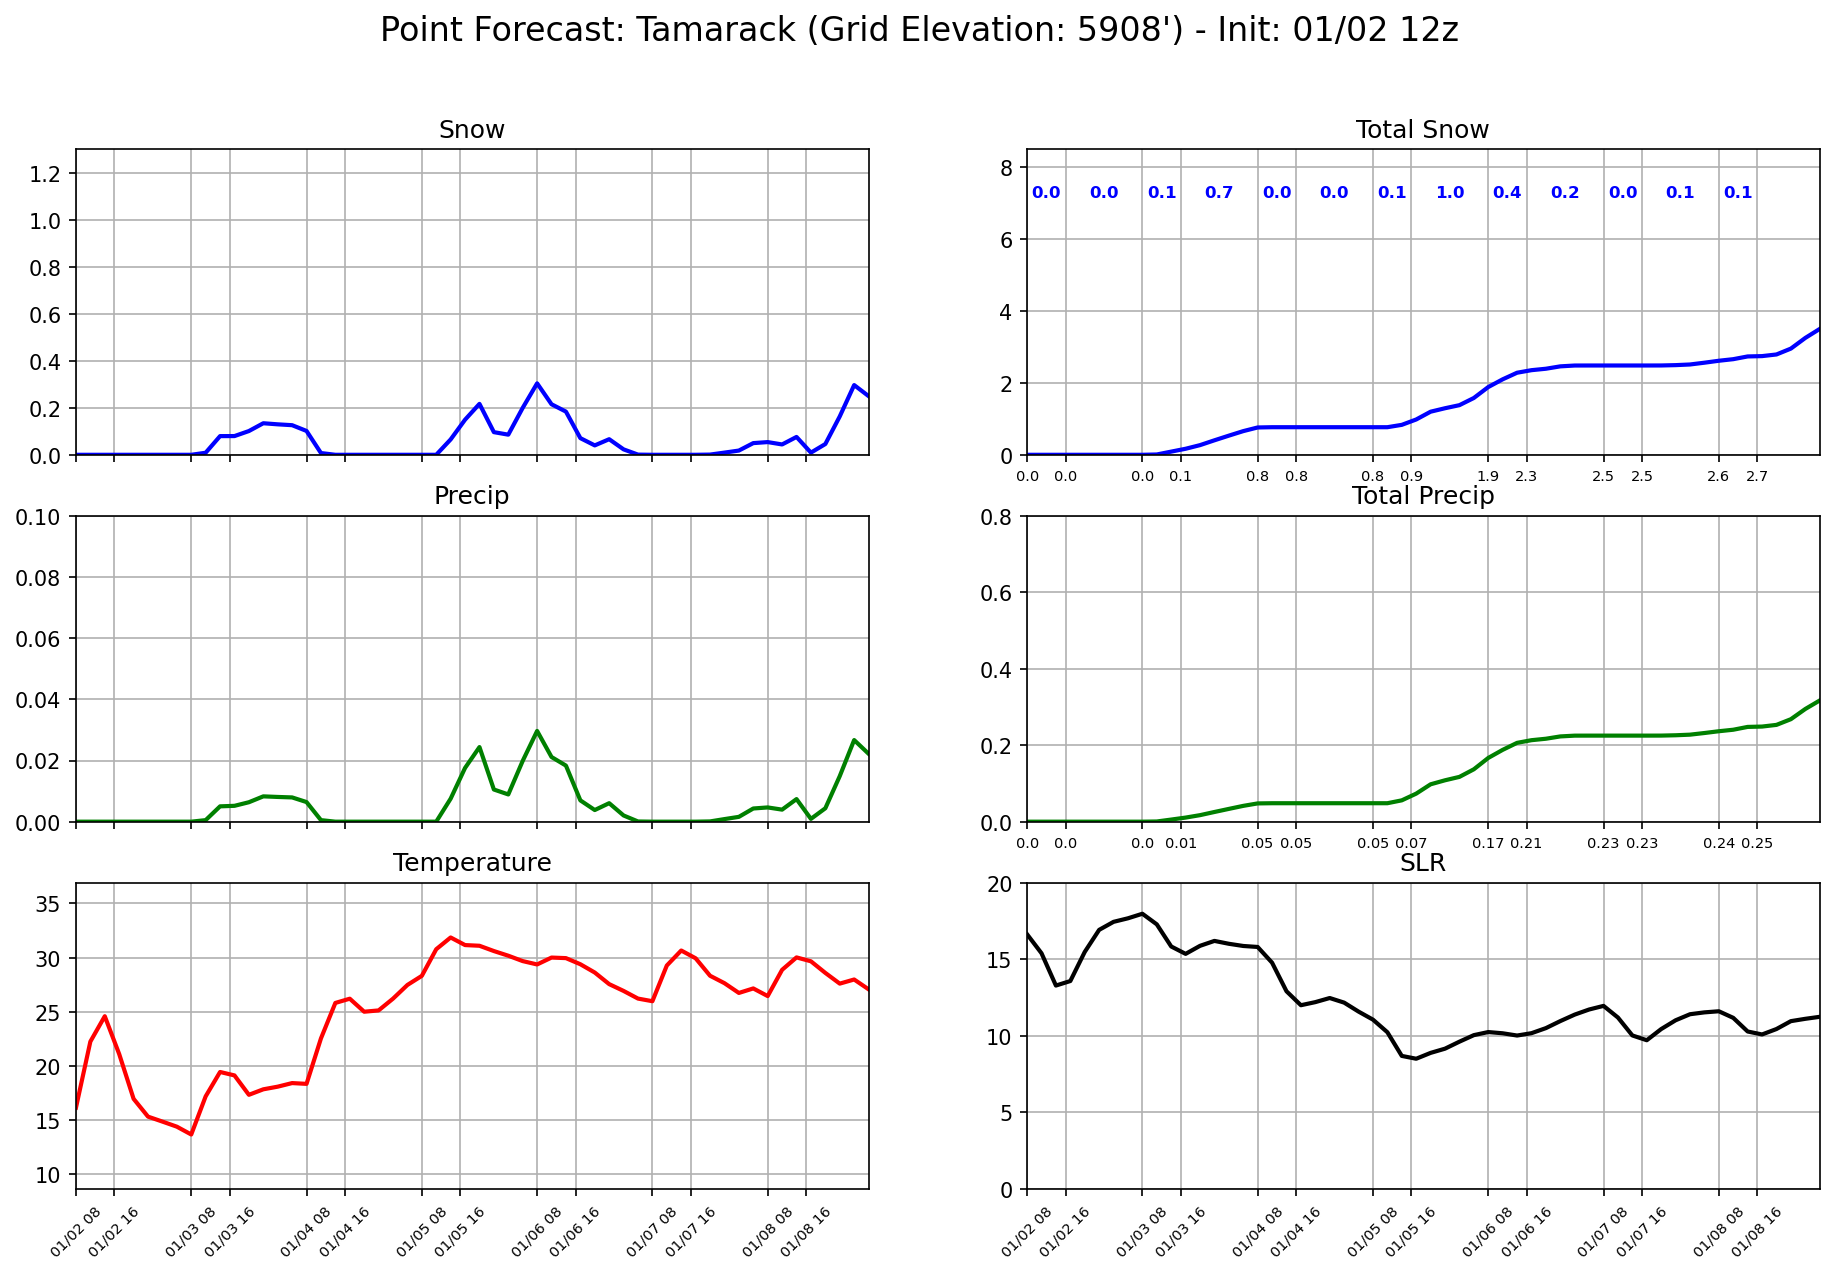 Point Forecast: Tamarack (Grid Elevation: 5908') - Init: 01/02 12z
Snow
1.2
1.0
0.8
0.6
0.4
0.2
0.0
Total Snow
8
6
4
2
0
0.0 0.0 0.1 0.7 0.0 0.0 0.1 1.0 0.4 0.2 0.0 0.1 0.1
0.0 0.0 0.0 0.1 0.8 0.8 0.8 0.9 1.9 2.3 2.5 2.5 2.6 2.7
Precip
0.10
0.08
0.06
0.04
0.02
0.00
Total Precip
0.8
0.6
0.4
0.2
0.0
0.0 0.0 0.0 0.01 0.05 0.05 0.05 0.07 0.17 0.21 0.23 0.23 0.24 0.25
Temperature
35
30
25
20
15
10
01/02 08 01/02 16 01/03 08 01/03 16 01/04 08 01/04 16 01/05 08 01/05 16 01/06 08 01/06 16 01/07 08 01/07 16 01/08 08 01/08 16
SLR
20
15
10
5
0
01/02 08 01/02 16 01/03 08 01/03 16 01/04 08 01/04 16 01/05 08 01/05 16 01/06 08 01/06 16 01/07 08 01/07 16 01/08 08 01/08 16